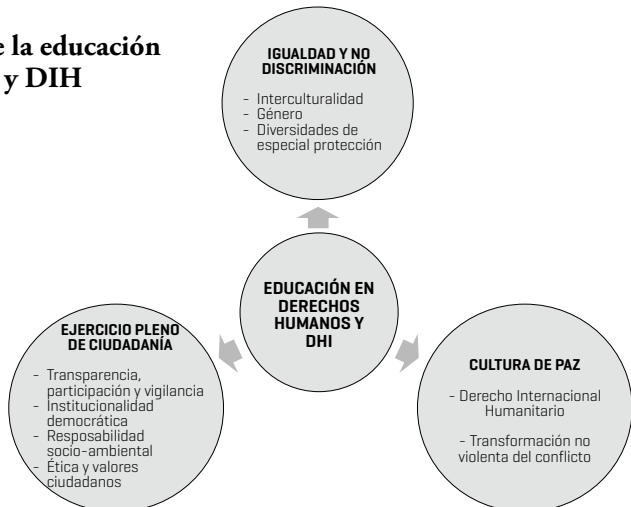 e la educación
y DIH
IGUALDAD Y NO
DISCRIMINACIÓN
- Interculturalidad
- Género
- Diversidades de
especial protección
EDUCACIÓN EN
DERECHOS
HUMANOS Y
DHI
EJERCICIO PLENO
DE CIUDADANÍA
- Transparencia,
participación y vigilancia
- Institucionalidad
democrática
- Resposabilidad
socio-ambiental
- Ética y valores
ciudadanos
CULTURA DE PAZ
- Derecho Internacional
Humanitario
- Transformación no
violenta del conflicto